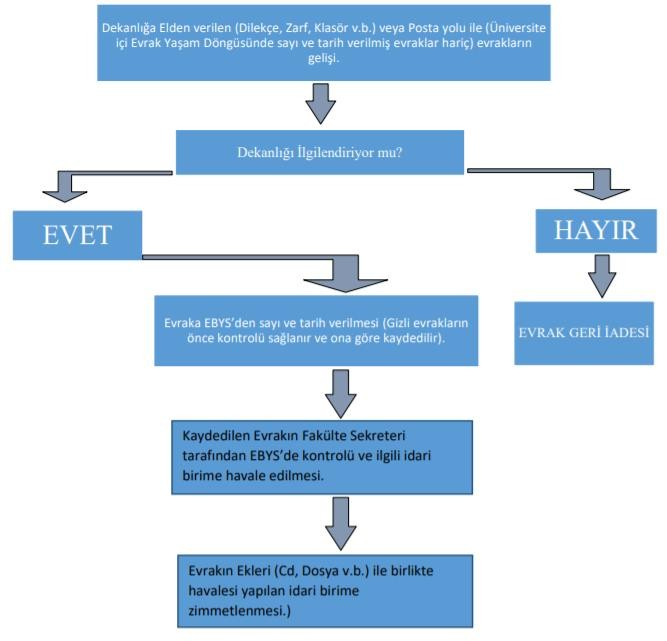 Dekanlığa Elden verilen (Dilekçe, Zarf, Klasör v.b.) veya Posta yolu ile (Üniversite
içi Evrak Yaşam Döngüsünde sayı ve tarih verilmiş evraklar hariç) evrakların
gelişi.
Dekanlığı İlgilendiriyor mu?
EVET
HAYIR
Evraka EBYS’den sayı ve tarih verilmesi (Gizli evrakların
önce kontrolü sağlanır ve ona göre kaydedilir).
EVRAK GERİ İADESİ
Kaydedilen Evrakın Fakülte Sekreteri
tarafından EBYS’de kontrolü ve ilgili idari
birime havale edilmesi.
Evrakın Ekleri (Cd, Dosya v.b.) ile birlikte
havalesi yapılan idari birime
zimmetlenmesi.)